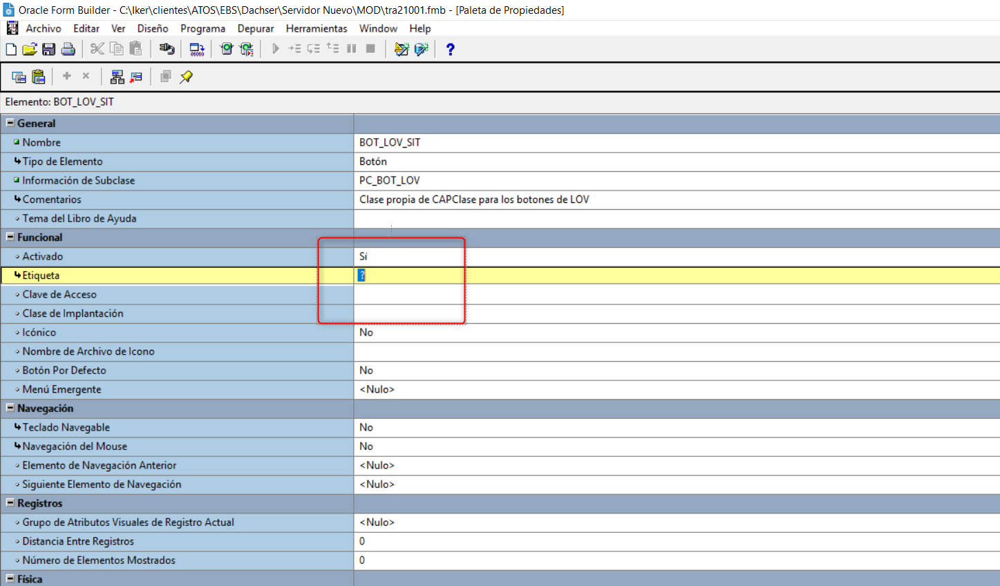 Oracle Form Builder - C:\Iker\clientes\ATOS\EBS\Dachser\Servidor Nuevo\MOD\tra21001.fmb - [Paleta de Propiedades]
Archivo Editar Ver Diseño Programa Depurar Herramientas Window Help
Elemento: BOT_LOV_SIT
General
Nombre BOT_LOV_SIT
Tipo de Elemento Botón
Información de Subclase PC_BOT_LOV
Comentarios Clase propia de CAPClase para los botones de LOV
Tema del Libro de Ayuda
Funcional
Activado Sí
Etiqueta ?
Clave de Acceso
Clase de Implantación
Icónico No
Nombre de Archivo de Icono
Botón Por Defecto No
Menú Emergente <Nulo>
Navegación
Teclado Navegable No
Navegación del Mouse No
Elemento de Navegación Anterior <Nulo>
Siguiente Elemento de Navegación <Nulo>
Registros
Grupo de Atributos Visuales de Registro Actual <Nulo>
Distancia Entre Registros 0
Número de Elementos Mostrados 0
Física